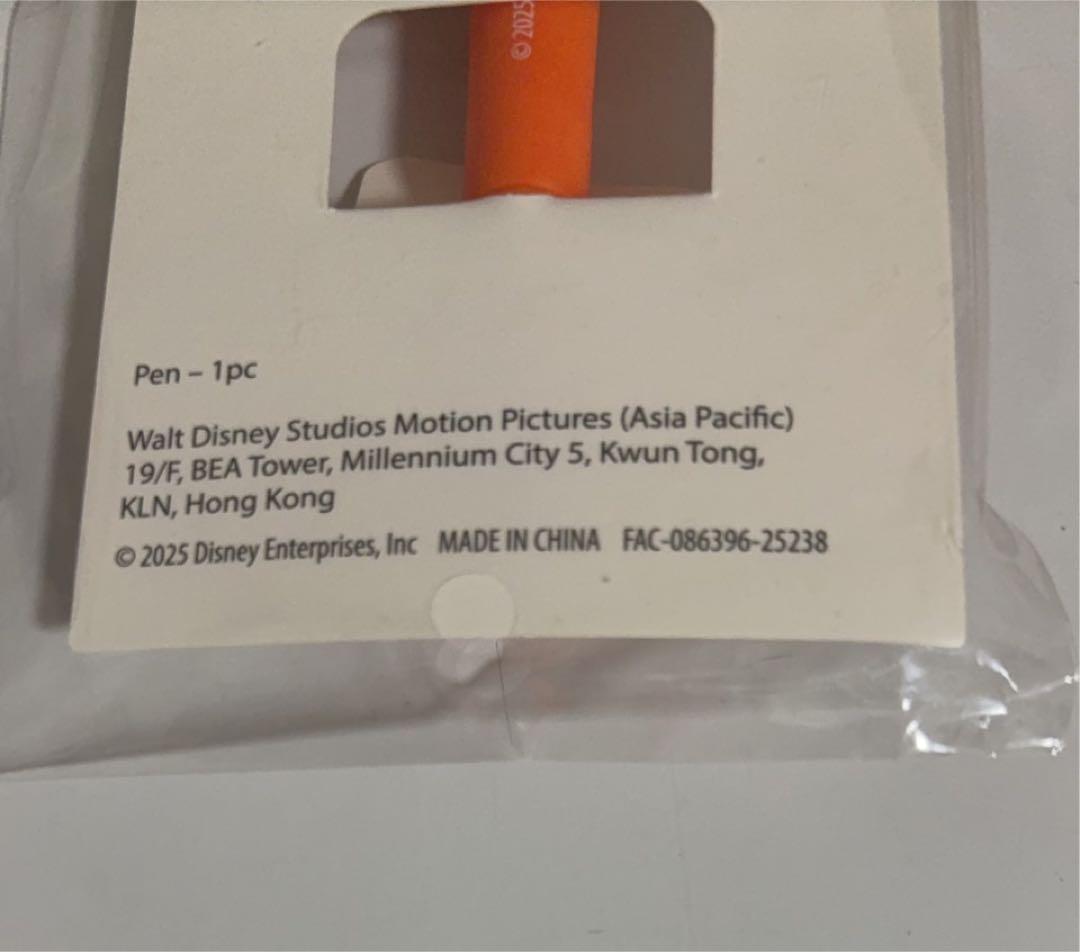 © 2025
Pen – 1pc
Walt Disney Studios Motion Pictures (Asia Pacific)
19/F, BEA Tower, Millennium City 5, Kwun Tong,
KLN, Hong Kong
© 2025 Disney Enterprises, Inc MADE IN CHINA FAC-086396-25238